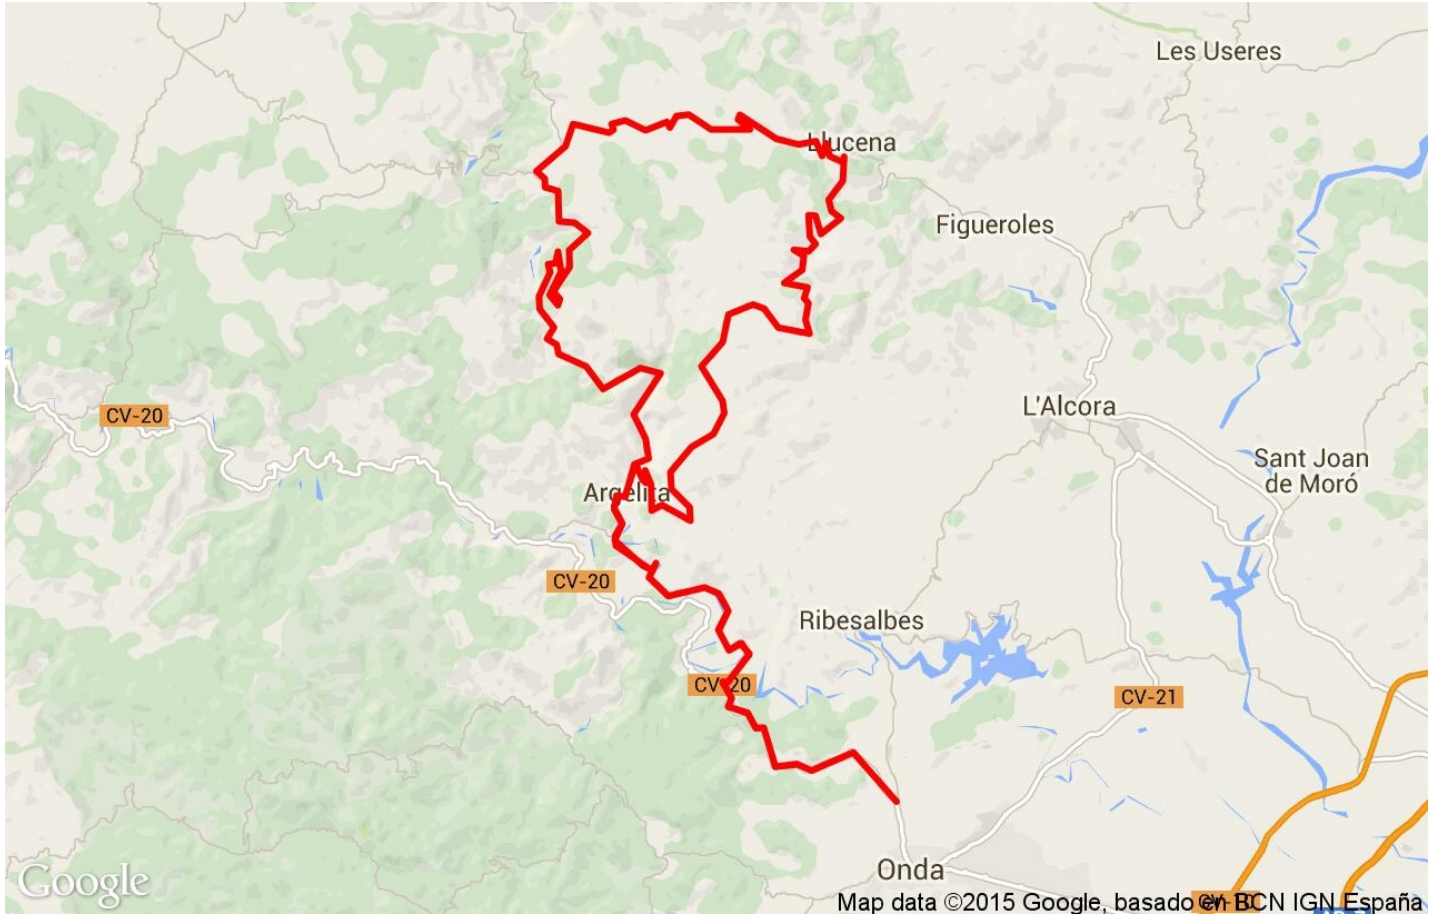 Les Useres
Llucena
Figueroles
L'Alcora
CV-20
Sant Joan
de Moró
Argelita
CV-20
Ribesalbes
CV-20
CV-21
Onda
Google
Map data ©2015 Google, basado en BCN IGN España